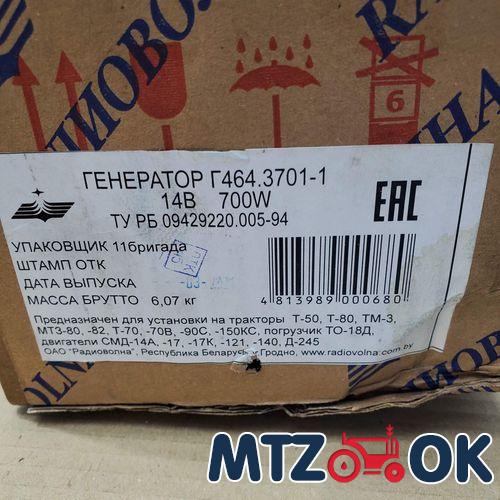 RADIOVOLNA
РАДИОВОЛНА
6
ГЕНЕРАТОР Г464.3701-1
14В 700W
ТУ РБ 09429220.005-94
EAC
УПАКОВЩИК 11бригада
ШТАМП ОТК
ДАТА ВЫПУСКА
МАССА БРУТТО 6,07 кг
4 813989 000680
Предназначен для установки на тракторы Т-50, Т-80, ТМ-3,
МТЗ-80, -82, Т-70, -70В, -90С, -150КС, погрузчик ТО-18Д,
двигатели СМД-14А, -17, -17К, -121, -140, Д-245
ОАО "Радиоволна", Республика Беларусь, г. Гродно, www.radiovolna.com.by
MTZ OK